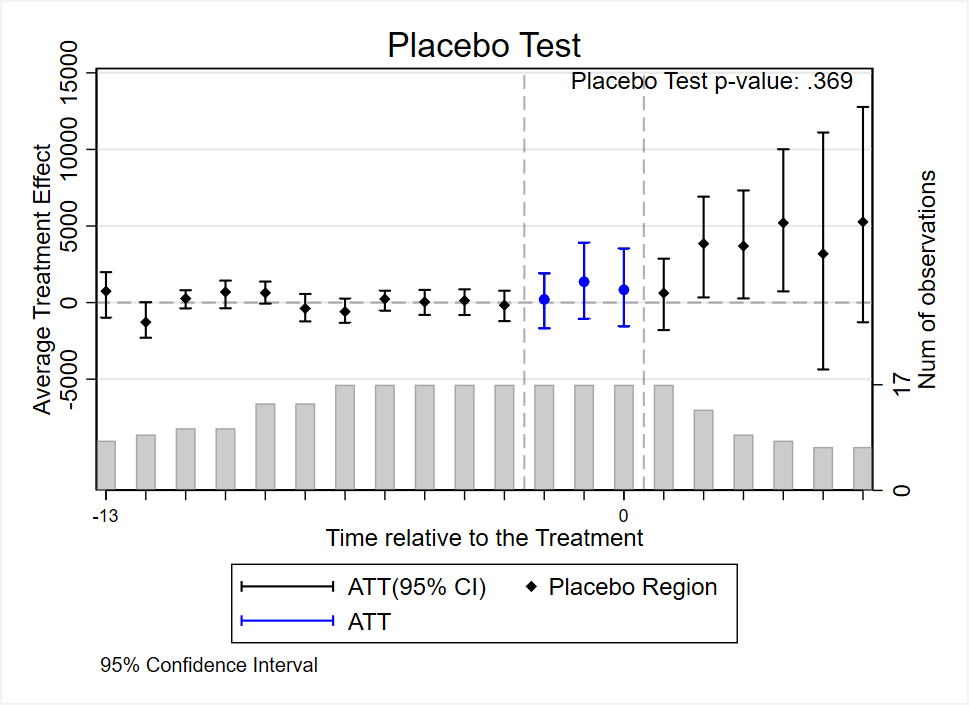 Placebo Test
Placebo Test p-value: .369
Average Treatment Effect
15000
10000
5000
0
-5000
Num of observations
17
0
-13
0
Time relative to the Treatment
ATT(95% CI)
Placebo Region
ATT
95% Confidence Interval